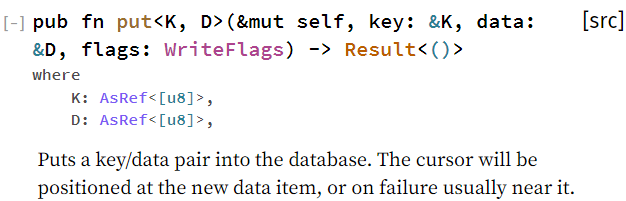 [-] pub fn put<K, D>(&mut self, key: &K, data: [src]
&D, flags: WriteFlags) -> Result<()>
where
K: AsRef<[u8]>,
D: AsRef<[u8]>,
Puts a key/data pair into the database. The cursor will be
positioned at the new data item, or on failure usually near it.